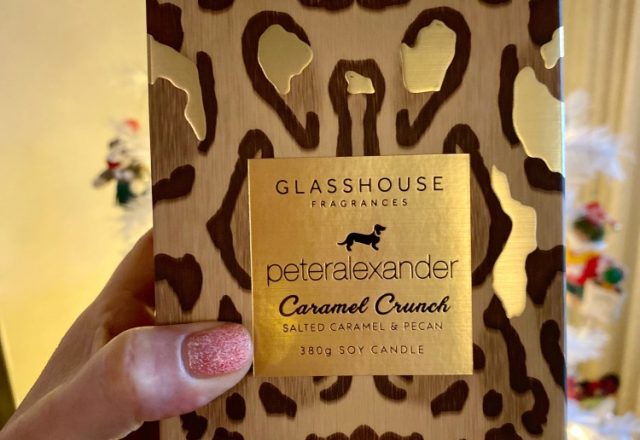 GLASSHOUSE
FRAGRANCES
peteralexander
Caramel Crunch
SALTED CARAMEL & PECAN
380g SOY CANDLE